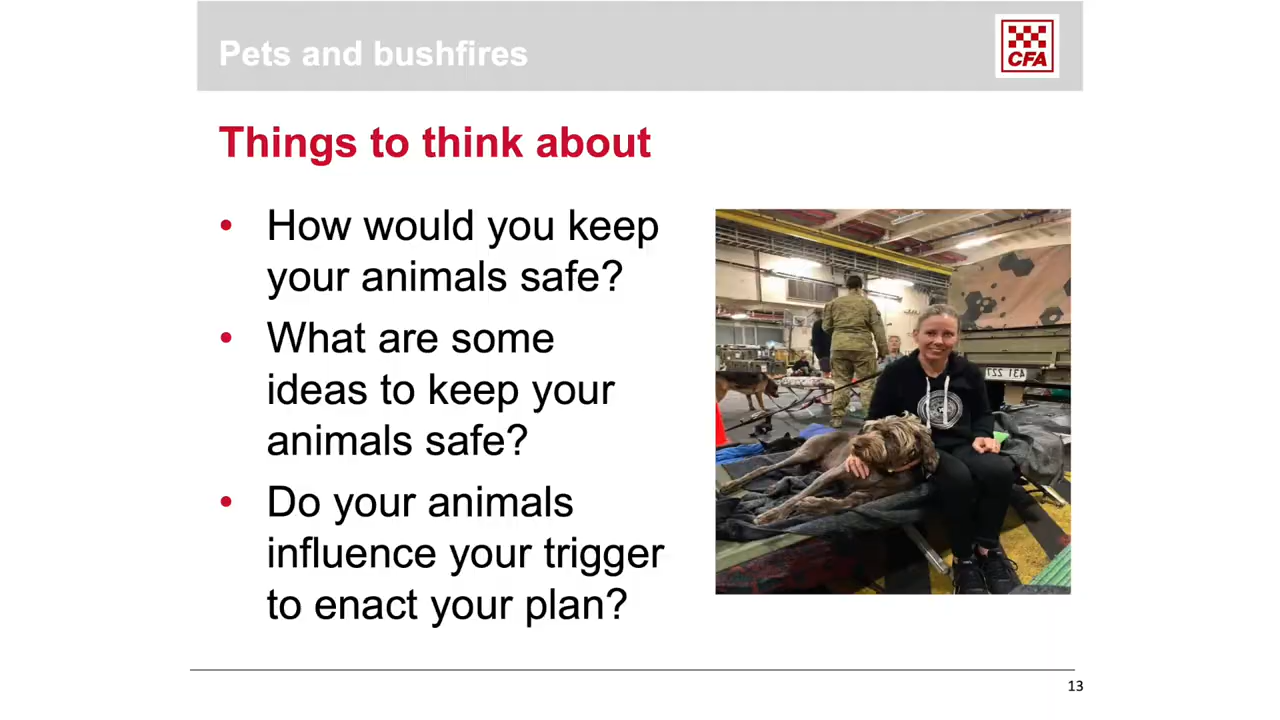 Pets and bushfires
CFA
Things to think about
• How would you keep
your animals safe?
• What are some
ideas to keep your
animals safe?
• Do your animals
influence your trigger
to enact your plan?
13